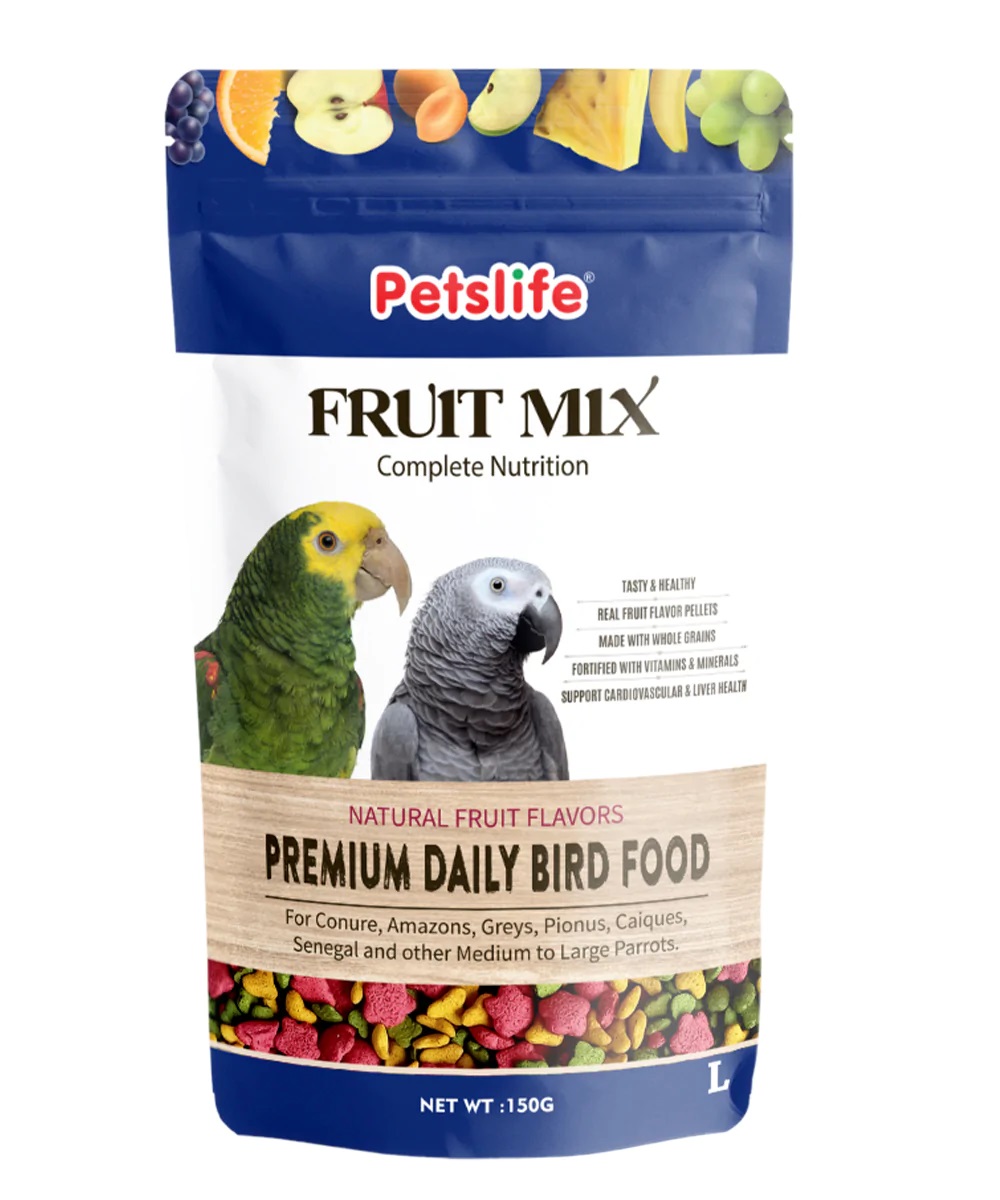 Petslife®
FRUIT MIX
Complete Nutrition
TASTY & HEALTHY
REAL FRUIT FLAVOR PELLETS
MADE WITH WHOLE GRAINS
FORTIFIED WITH VITAMINS & MINERALS
SUPPORT CARDIOVASCULAR & LIVER HEALTH
NATURAL FRUIT FLAVORS
PREMIUM DAILY BIRD FOOD
For Conure, Amazons, Greys, Pionus, Caiques,
Senegal and other Medium to Large Parrots.
L
NET WT :150G